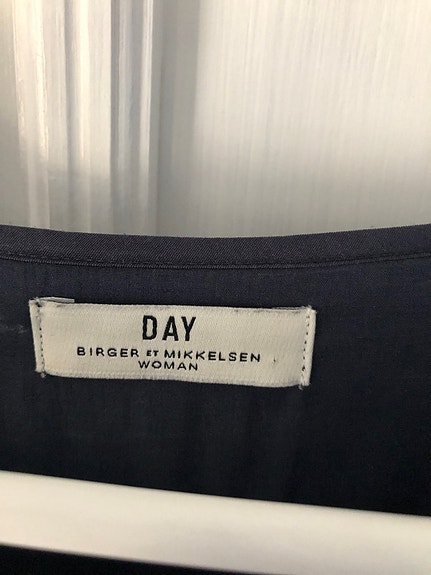 DAY
BIRGER ET MIKKELSEN
WOMAN